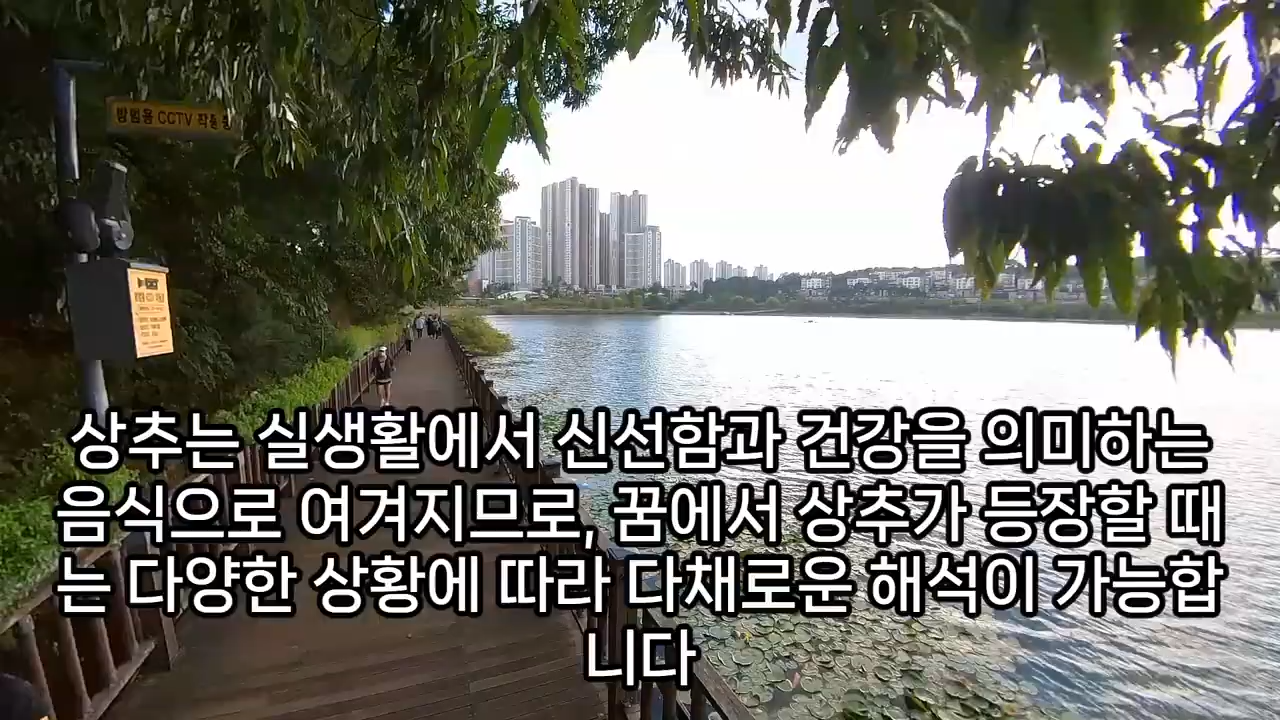 방범용 CCTV 작동 중
상추는 실생활에서 신선함과 건강을 의미하는
음식으로 여겨지므로, 꿈에서 상추가 등장할 때
는 다양한 상황에 따라 다채로운 해석이 가능합
니다